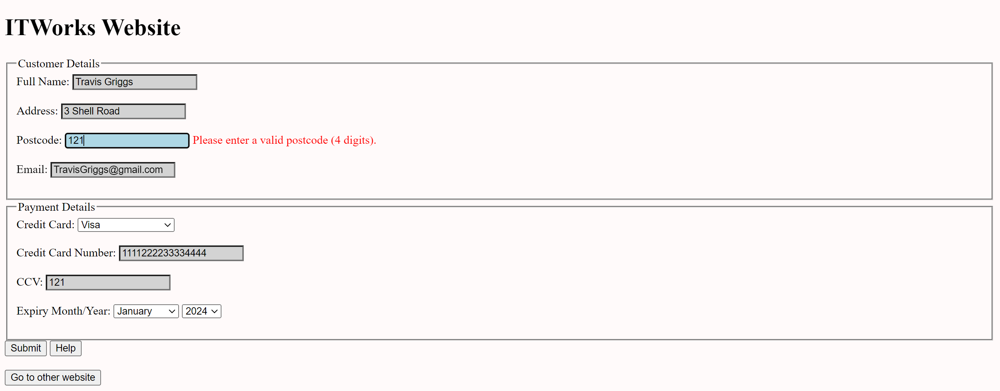 ITWorks Website
Customer Details
Full Name: Travis Griggs
Address: 3 Shell Road
Postcode: 121 Please enter a valid postcode (4 digits).
Email: TravisGriggs@gmail.com
Payment Details
Credit Card: Visa
Credit Card Number: 1111222233334444
CCV: 121
Expiry Month/Year: January 2024
Submit Help
Go to other website